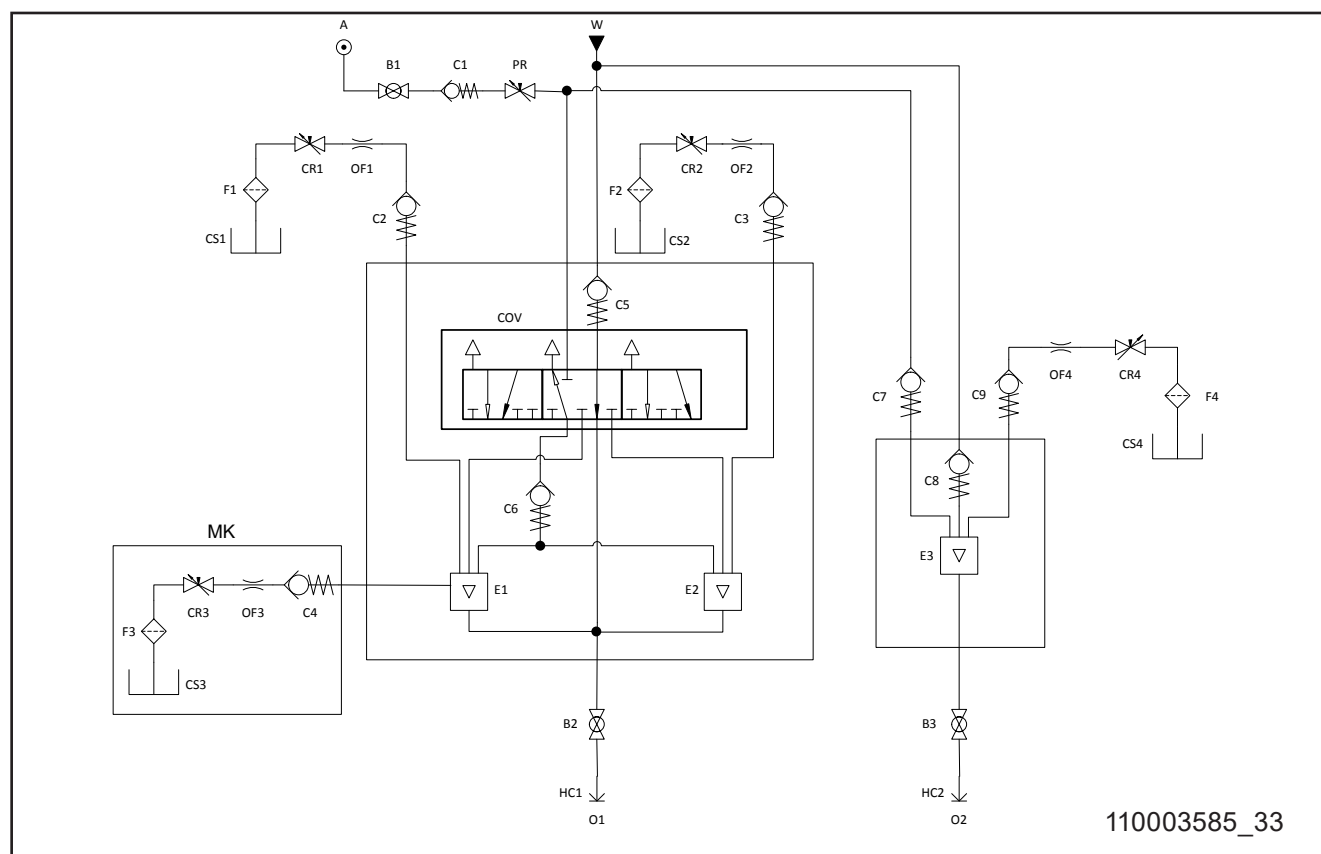 A
W
B1
C1
PR
CR1
OF1
CR2
OF2
F1
F2
C2
C3
CS1
CS2
C5
COV
OF4
CR4
C7
C9
F4
CS4
C8
C6
MK
E3
E1
E2
CR3
OF3
C4
F3
CS3
B2
B3
HC1
HC2
O1
O2
110003585_33